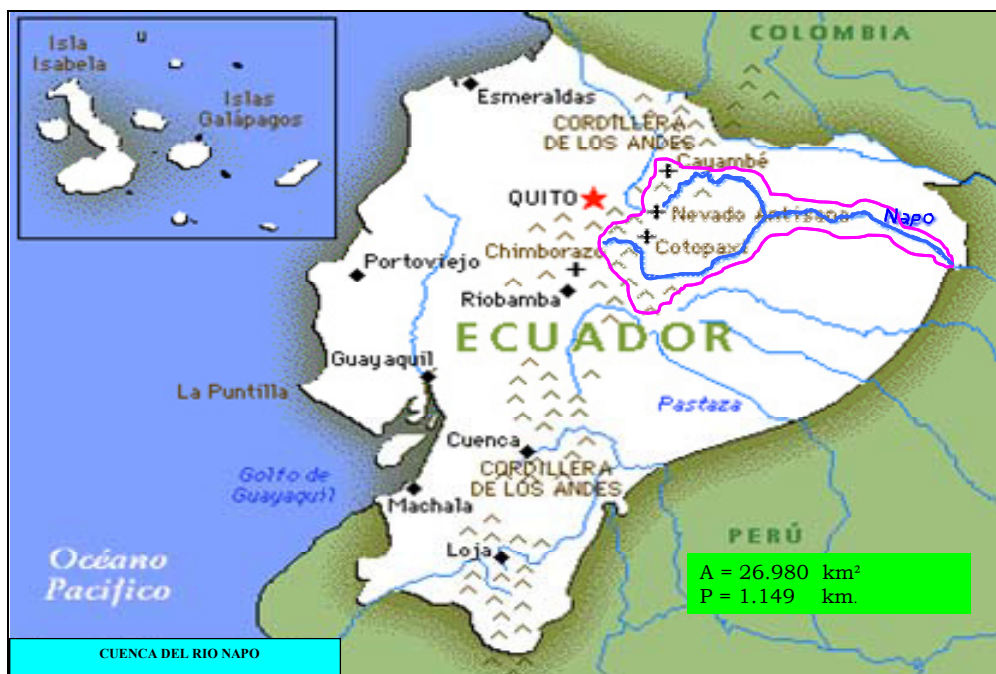 COLOMBIA
Isla
Isabela
Islas
Galápagos
Esmeraldas
CORDILLERA
DE LOS ANDES
Cayambé
QUITO
Nevado Antisana
Napo
Cotopaxi
Chimborazo
Portoviejo
Riobamba
ECUADOR
Guayaquil
La Puntilla
Pastaza
Cuenca
CORDILLERA
DE LOS ANDES
Golfo de
Guayaquil
Machala
PERÚ
Loja
Océano
Pacífico
A = 26.980 km²
P = 1.149 km.
CUENCA DEL RIO NAPO